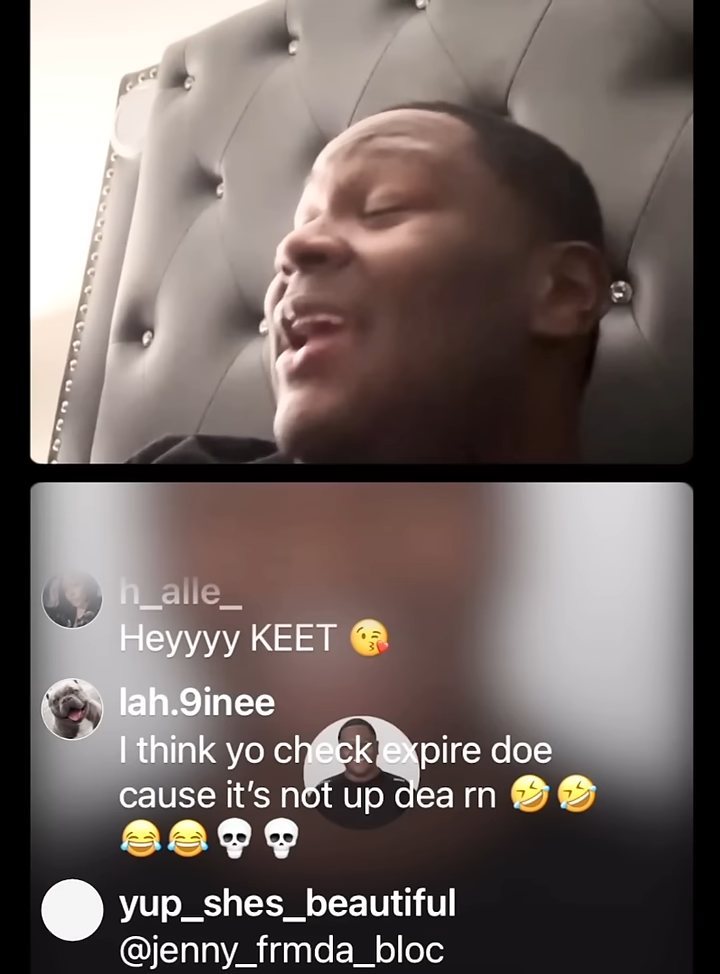 h_alle_
Heyyyy KEET 😘
lah.9inee
I think yo check expire doe
cause it's not up dea rn 🤣🤣
😂😂💀💀
yup_shes_beautiful
@jenny_frmda_bloc